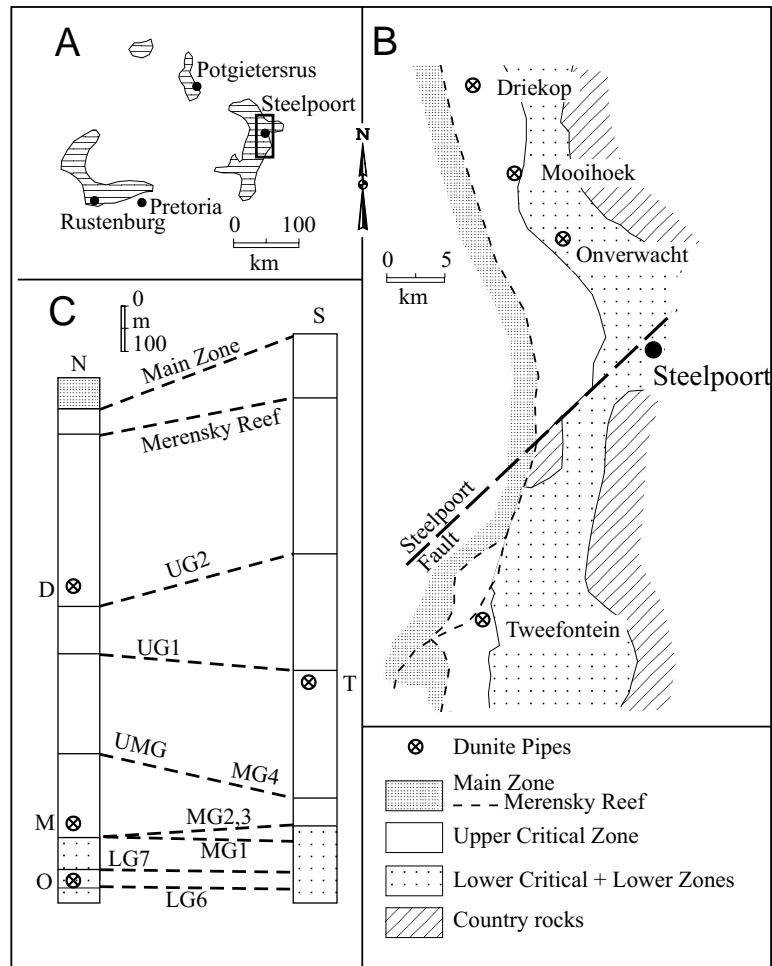 A
Potgietersrus
Steelpoort
Rustenburg
Pretoria
0 100
km
N
B
Driekop
Mooihoek
Onverwacht
0 5
km
Steelpoort
Steelpoort
Fault
Tweefontein
C
0
m
100
N
S
Main Zone
Merensky Reef
UG2
D
UG1
T
UMG
MG4
M
MG2,3
MG1
LG7
O
LG6
Dunite Pipes
Main Zone
Merensky Reef
Upper Critical Zone
Lower Critical + Lower Zones
Country rocks